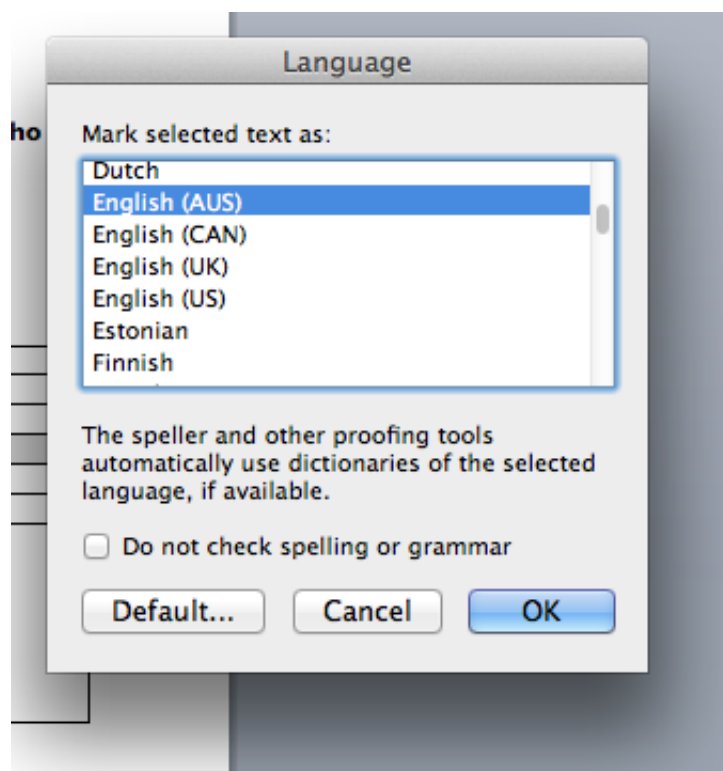 Language
ho
Mark selected text as:
Dutch
English (AUS)
English (CAN)
English (UK)
English (US)
Estonian
Finnish
The speller and other proofing tools
automatically use dictionaries of the selected
language, if available.
Do not check spelling or grammar
Default... Cancel OK